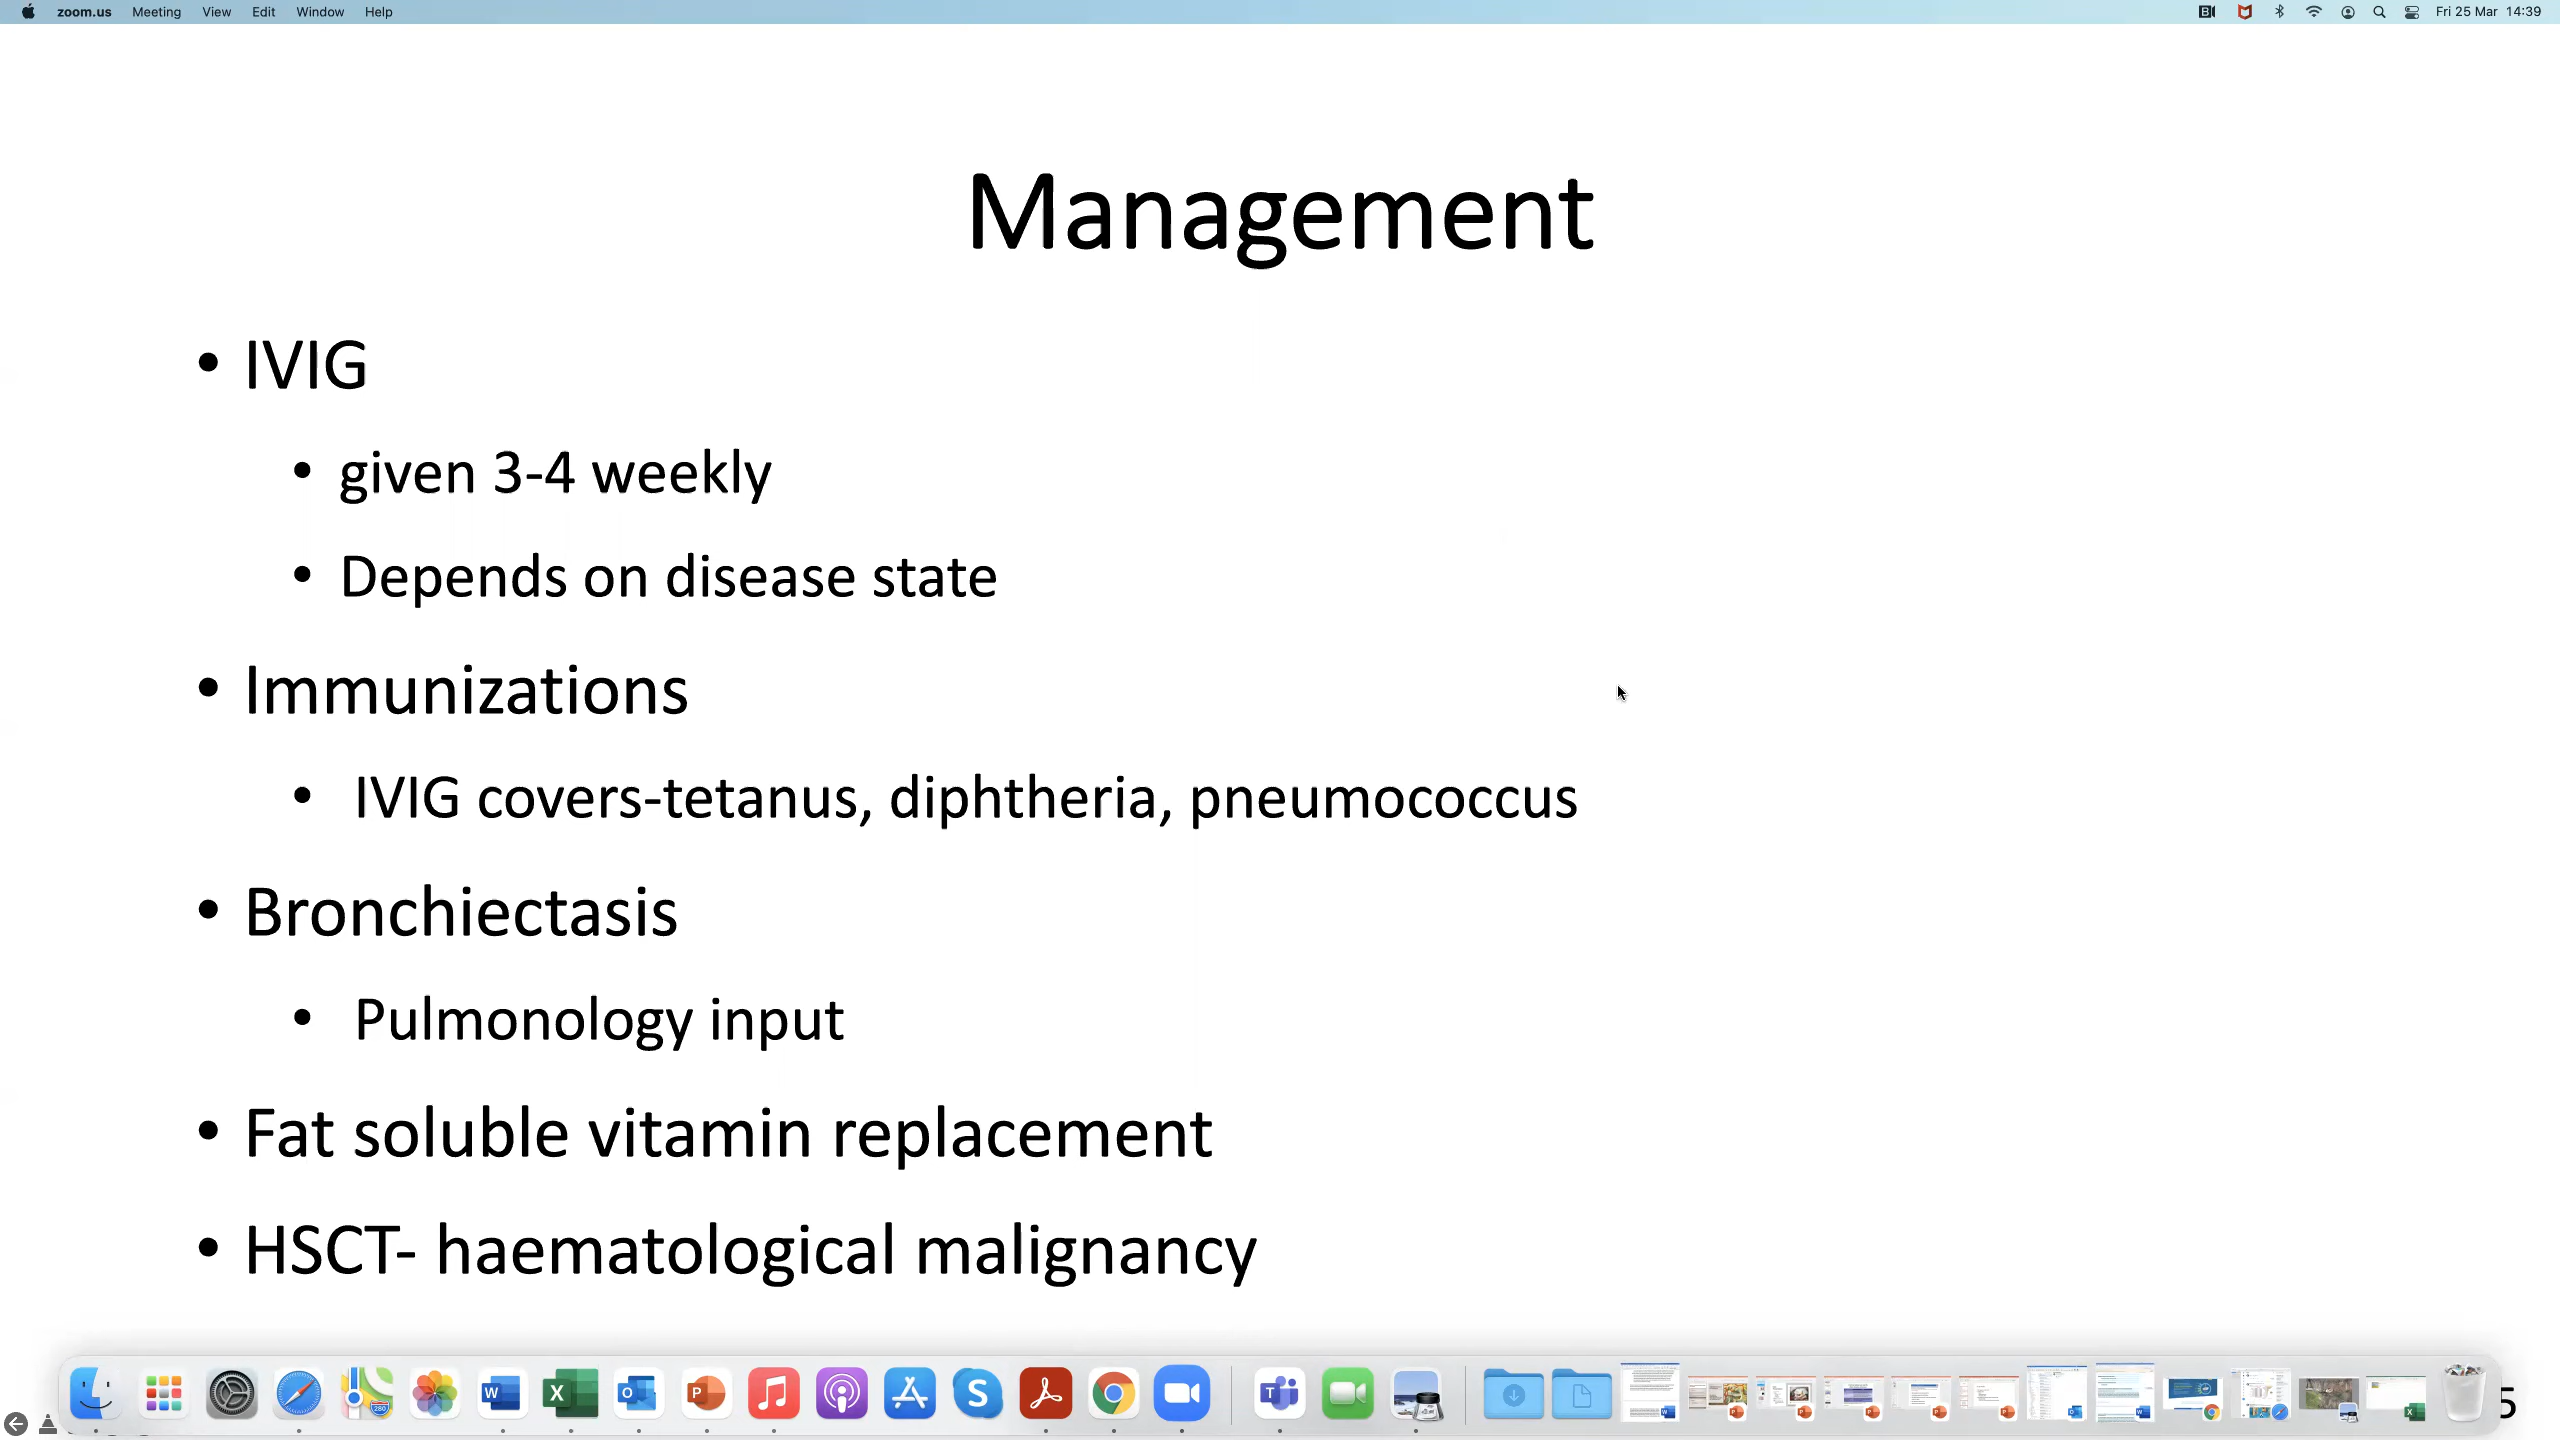 zoom.us Meeting View Edit Window Help Fri 25 Mar 14:39
Management
• IVIG
• given 3-4 weekly
• Depends on disease state
• Immunizations
• IVIG covers-tetanus, diphtheria, pneumococcus
• Bronchiectasis
• Pulmonology input
• Fat soluble vitamin replacement
• HSCT- haematological malignancy
5